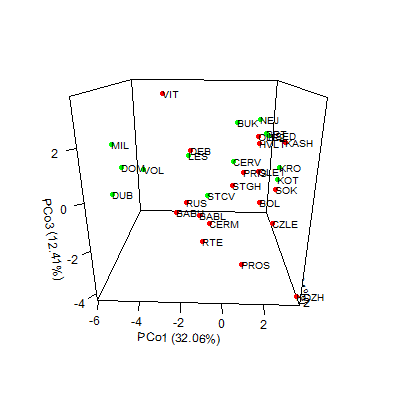 VIT
BUK NEJ
MIL DEB LES KASH
DOM VOL CERV KRO
STGH KOT SOK
DUB STCV
RUS BOL
BABL
CERM CZLE
RTE
PROS
2
0
-2
-4
-6 -4 -2 0 2
PCo1 (32.06%)
PCo3 (12.41%)